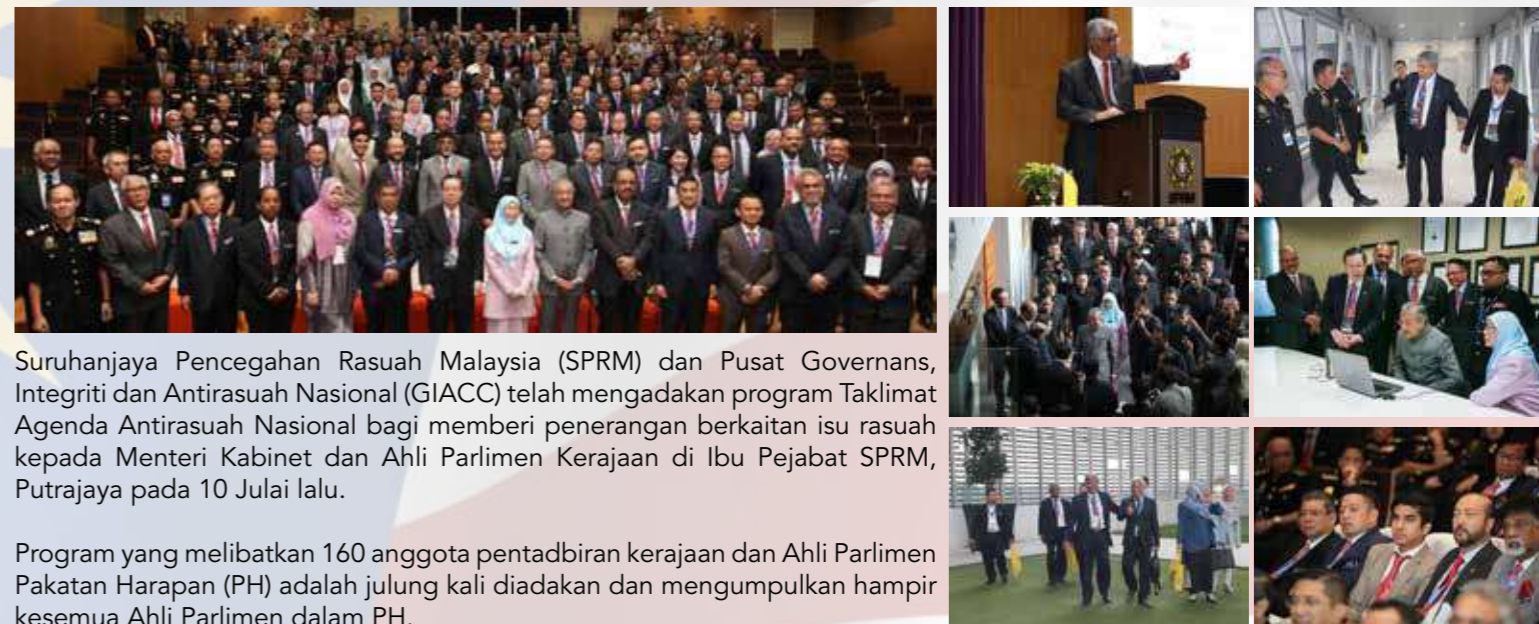 SPRM
Suruhanjaya Pencegahan Rasuah Malaysia (SPRM) dan Pusat Governans,
Integriti dan Antirasuah Nasional (GIACC) telah mengadakan program Taklimat
Agenda Antirasuah Nasional bagi memberi penerangan berkaitan isu rasuah
kepada Menteri Kabinet dan Ahli Parlimen Kerajaan di Ibu Pejabat SPRM,
Putrajaya pada 10 Julai lalu.
Program yang melibatkan 160 anggota pentadbiran kerajaan dan Ahli Parlimen
Pakatan Harapan (PH) adalah julung kali diadakan dan mengumpulkan hampir
kesemua Ahli Parlimen dalam PH.